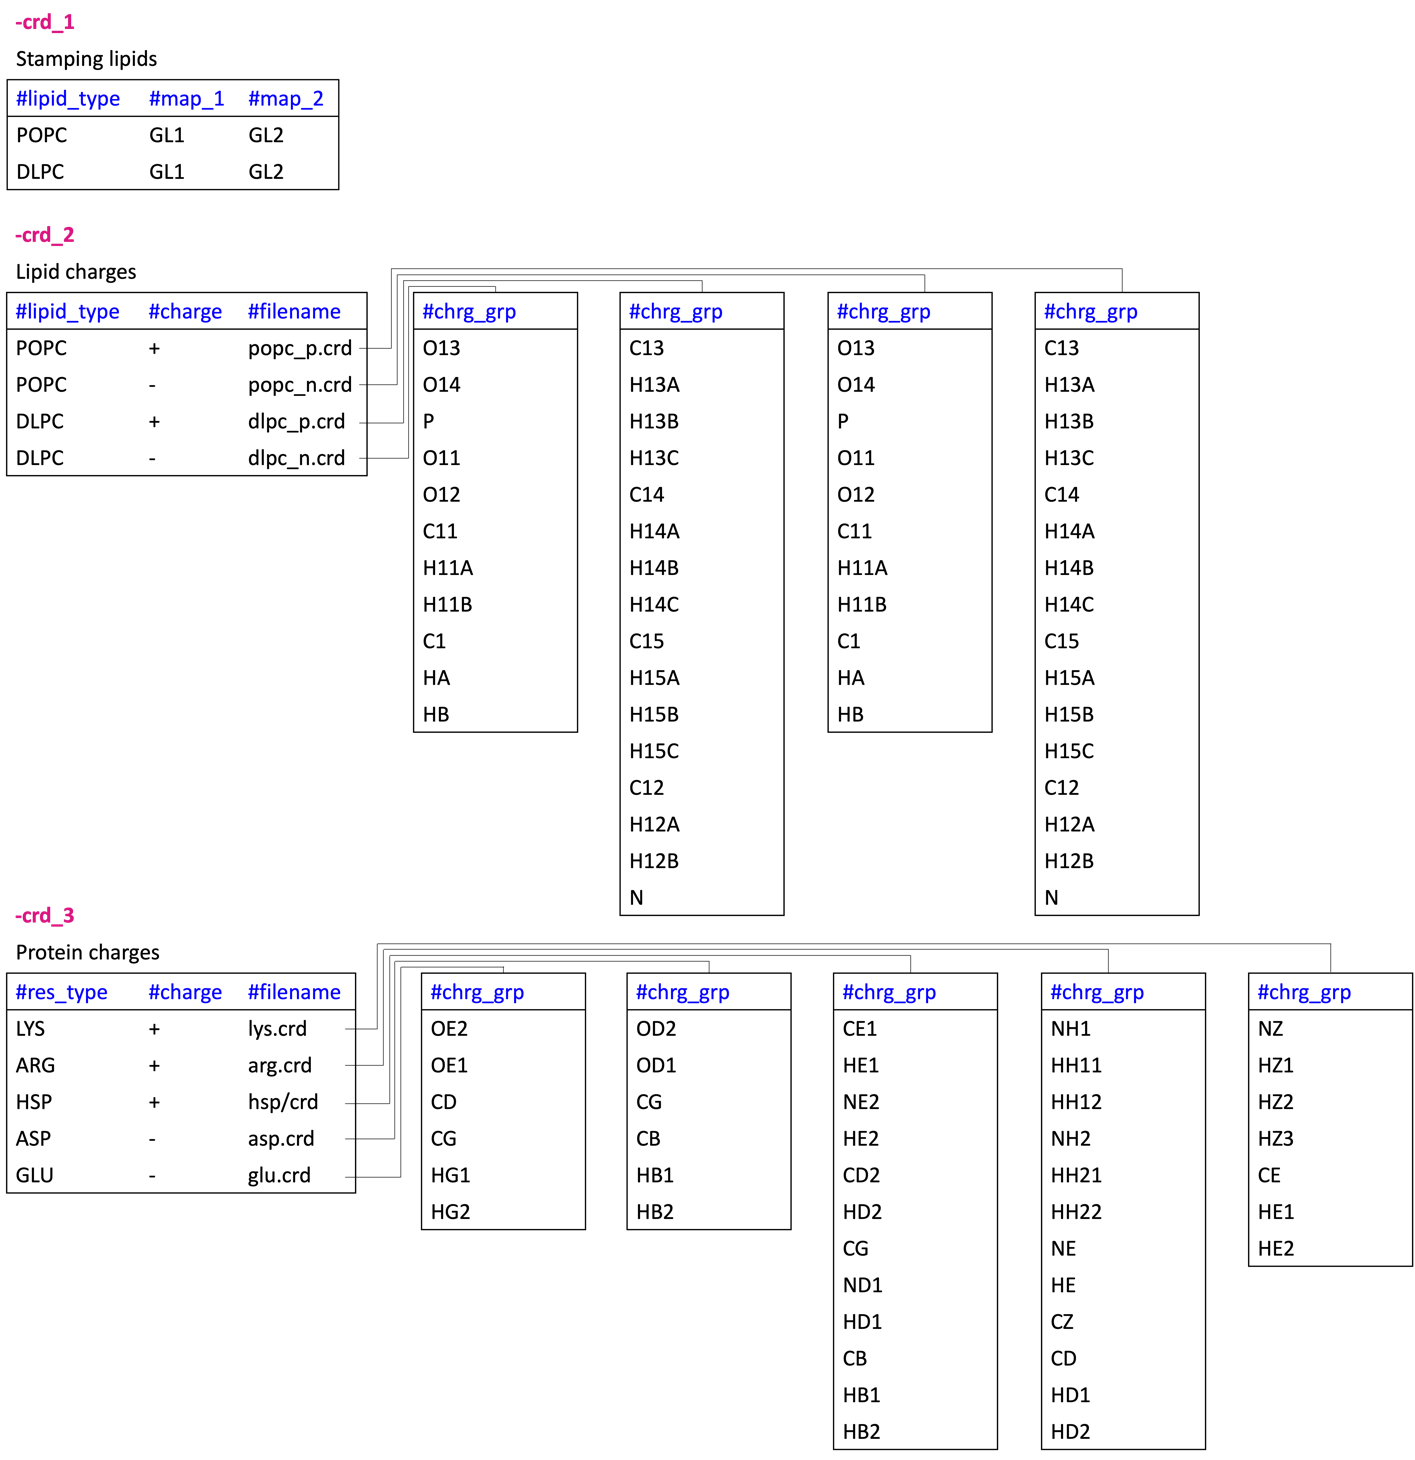 -crd_1
Stamping lipids
#lipid_type #map_1 #map_2
POPC GL1 GL2
DLPC GL1 GL2
-crd_2
Lipid charges
#lipid_type #charge #filename
POPC + popc_p.crd
POPC - popc_n.crd
DLPC + dlpc_p.crd
DLPC - dlpc_n.crd
#chrg_grp
O13
O14
P
O11
O12
C11
H11A
H11B
C1
HA
HB
#chrg_grp
C13
H13A
H13B
H13C
C14
H14A
H14B
H14C
C15
H15A
H15B
H15C
C12
H12A
H12B
N
#chrg_grp
O13
O14
P
O11
O12
C11
H11A
H11B
C1
HA
HB
#chrg_grp
C13
H13A
H13B
H13C
C14
H14A
H14B
H14C
C15
H15A
H15B
H15C
C12
H12A
H12B
N
-crd_3
Protein charges
#res_type #charge #filename
LYS + lys.crd
ARG + arg.crd
HSP + hsp/crd
ASP - asp.crd
GLU - glu.crd
#chrg_grp
OE2
OE1
CD
CG
HG1
HG2
#chrg_grp
OD2
OD1
CG
CB
HB1
HB2
#chrg_grp
CE1
HE1
NE2
HE2
CD2
HD2
CG
ND1
HD1
CB
HB1
HB2
#chrg_grp
NH1
HH11
HH12
NH2
HH21
HH22
NE
HE
CZ
CD
HD1
HD2
#chrg_grp
NZ
HZ1
HZ2
HZ3
CE
HE1
HE2